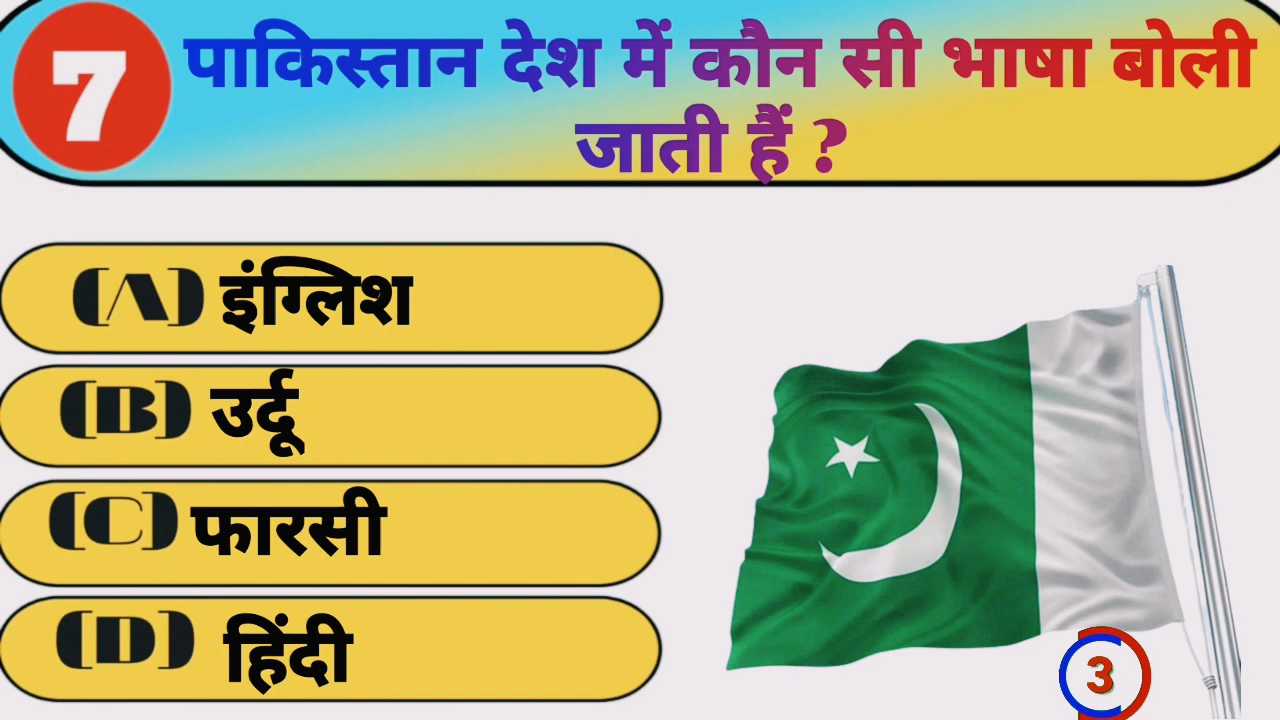 7 पाकिस्तान देश में कौन सी भाषा बोली
जाती हैं ?
(A) इंग्लिश
(B) उर्दू
(C) फारसी
(D) हिंदी
3